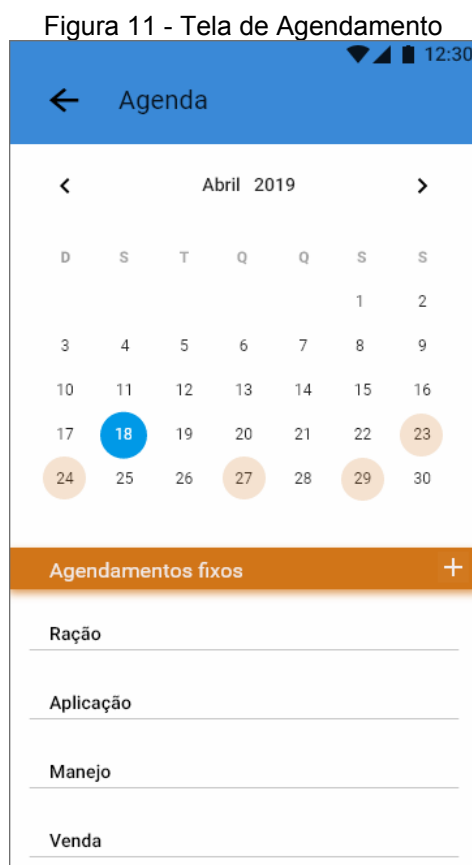 Figura 11 - Tela de Agendamento
12:30
Agenda
Abril 2019
D S T Q Q S S
1 2
3 4 5 6 7 8 9
10 11 12 13 14 15 16
17 18 19 20 21 22 23
24 25 26 27 28 29 30
Agendamentos fixos +
Ração
Aplicação
Manejo
Venda